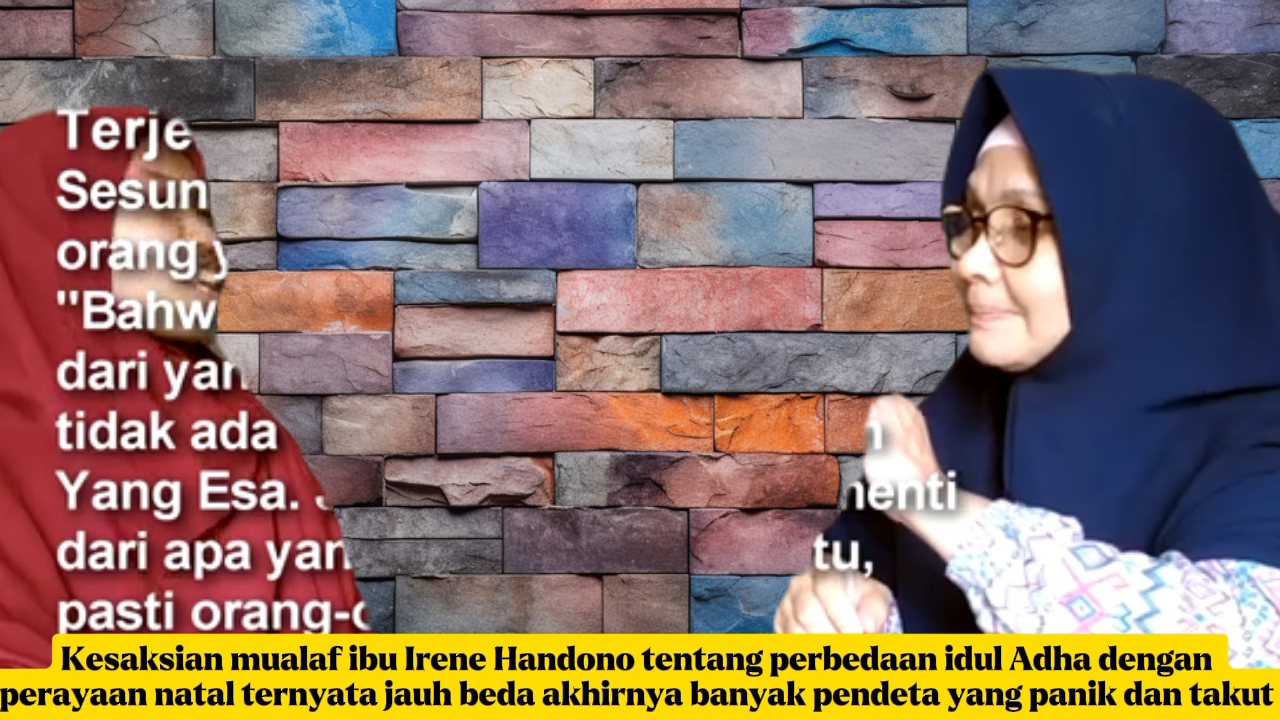 Terje
Sesun
orang y
"Bahw
dari yan
tidak ada
Yang Esa.
nenti
dari apa yan
tu,
pasti orang-o
Kesaksian mualaf ibu Irene Handono tentang perbedaan idul Adha dengan
perayaan natal ternyata jauh beda akhirnya banyak pendeta yang panik dan takut